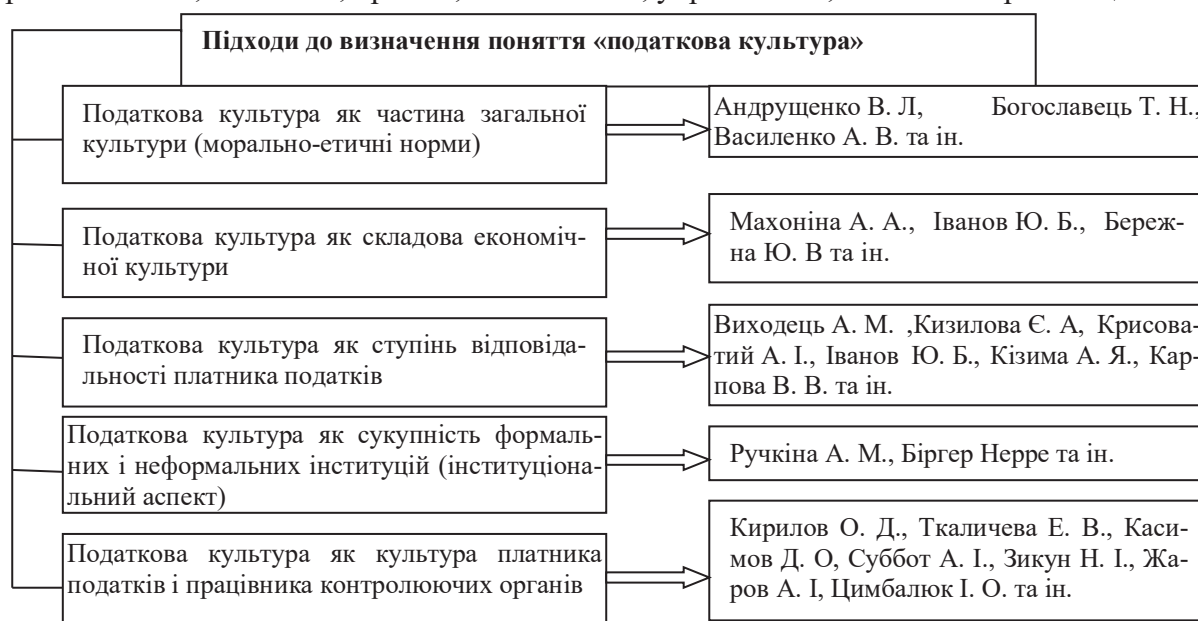 Підходи до визначення поняття «податкова культура»
Податкова культура як частина загальної
культури (морально-етичні норми)
Андрущенко В. Л, Богославець Т. Н.,
Василенко А. В. та ін.
Податкова культура як складова економіч-
ної культури
Махоніна А. А., Іванов Ю. Б., Береж-
на Ю. В та ін.
Податкова культура як ступінь відповіда-
льності платника податків
Виходець А. М. ,Кизилова Є. А, Крисова-
тий А. І., Іванов Ю. Б., Кізима А. Я., Кар-
пова В. В. та ін.
Податкова культура як сукупність формаль-
них і неформальних інституцій (інституціона-
льний аспект)
Ручкіна А. М., Біргер Нерре та ін.
Податкова культура як культура платника
податків і працівника контролюючих органів
Кирилов О. Д., Ткаличева Е. В., Каси-
мов Д. О, Суббот А. І., Зикун Н. І., Жа-
ров А. І, Цимбалюк І. О. та ін.